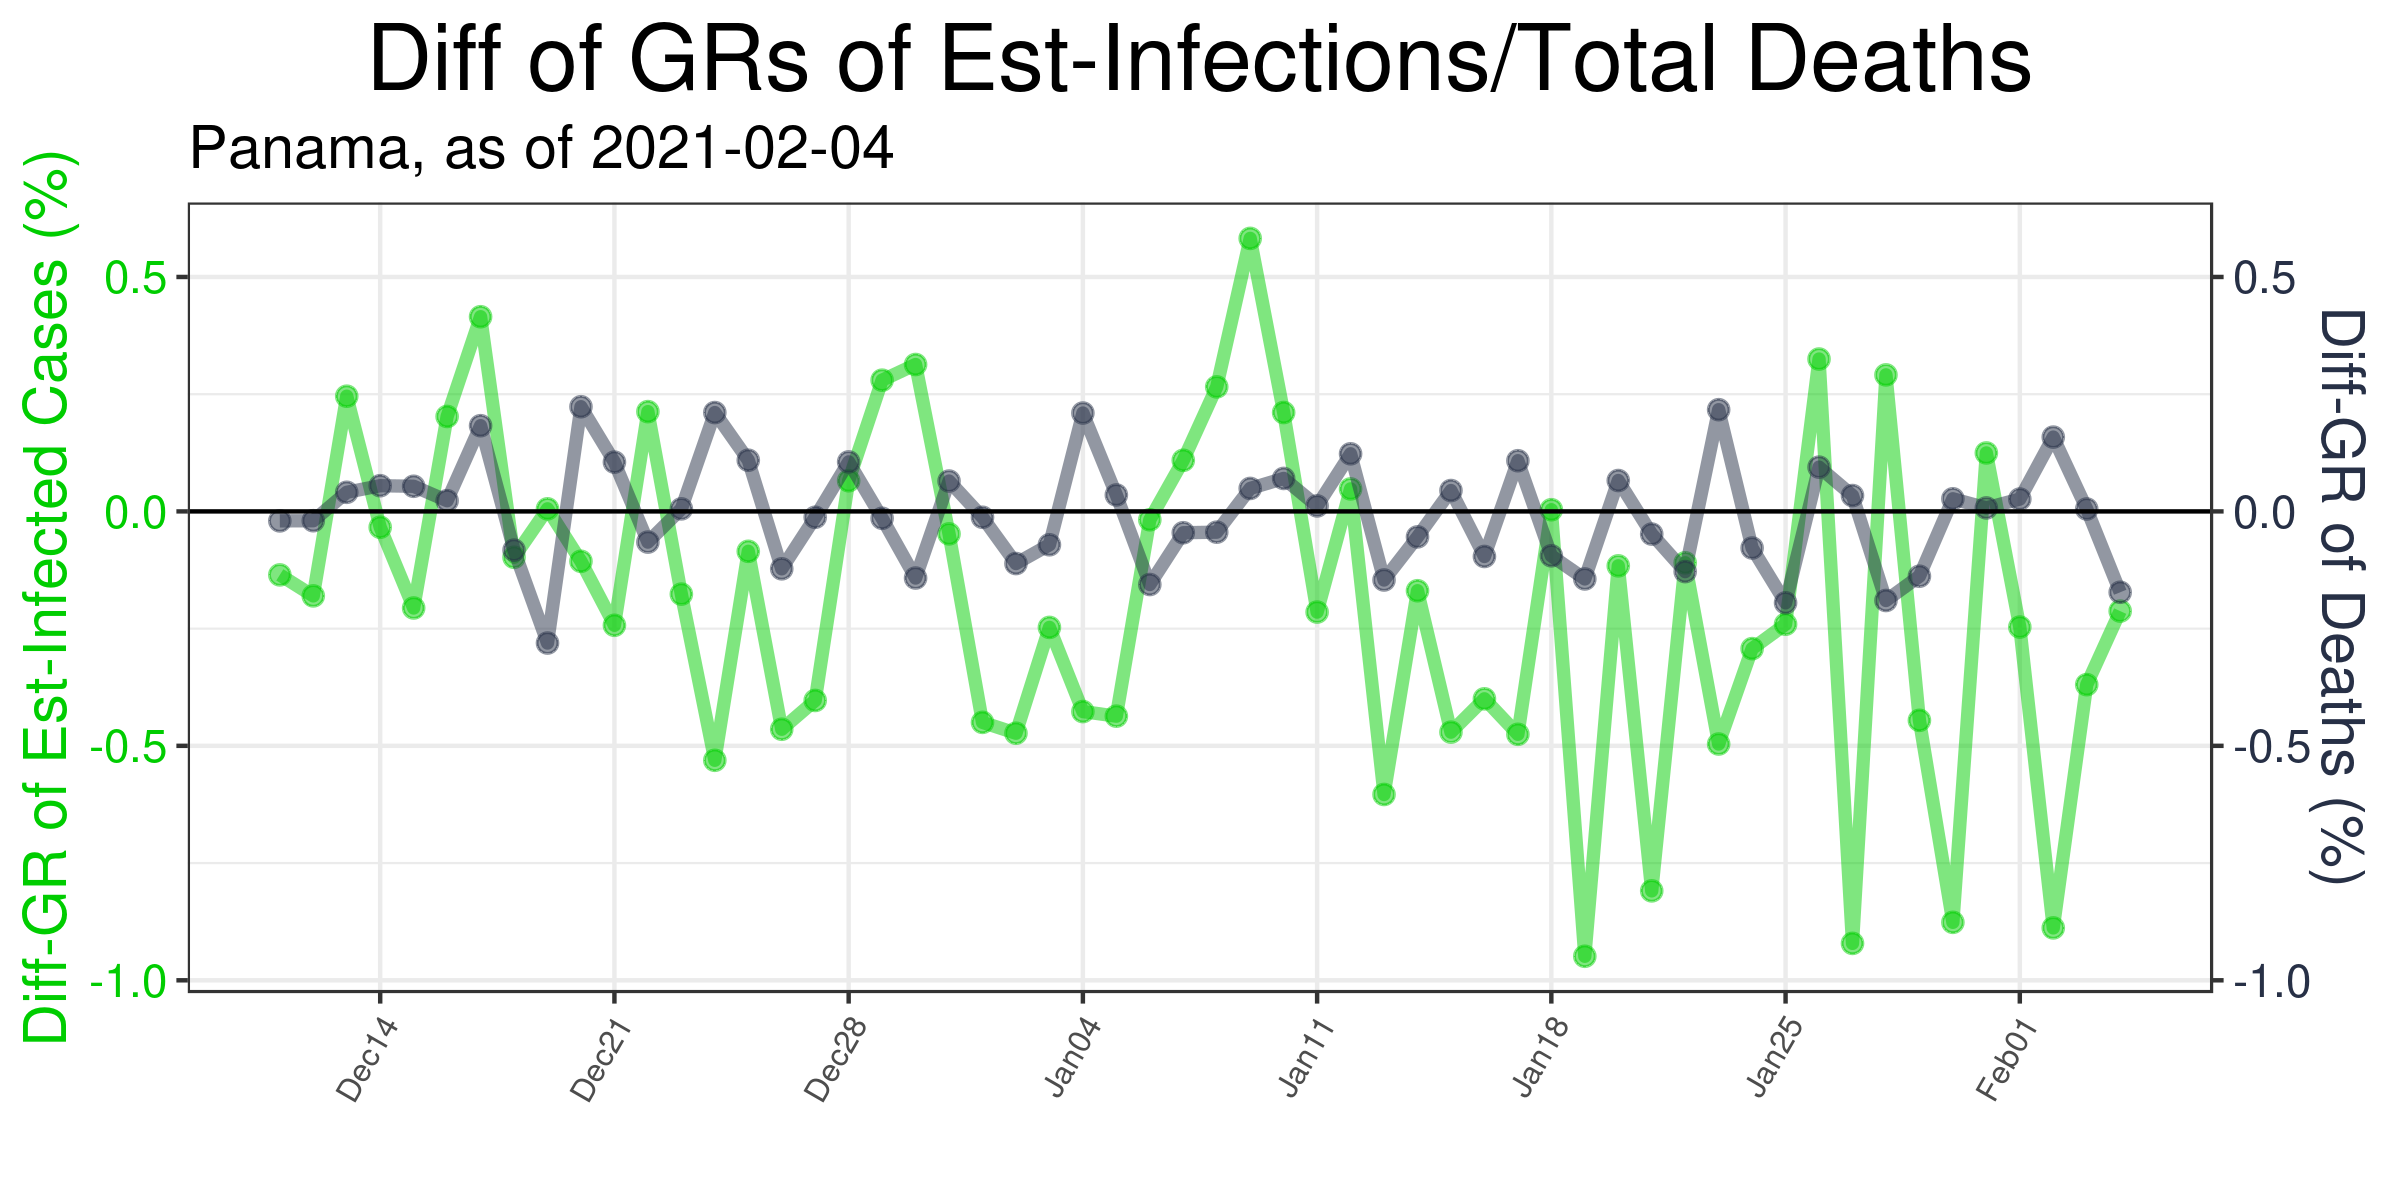 Diff of GRs of Est-Infections/Total Deaths
Panama, as of 2021-02-04
Diff-GR of Est-Infected Cases (%)
0.5
0.0
-0.5
-1.0
0.5
0.0
-0.5
-1.0
Diff-GR of Deaths (%)
Dec14
Dec21
Dec28
Jan04
Jan11
Jan18
Jan25
Feb01